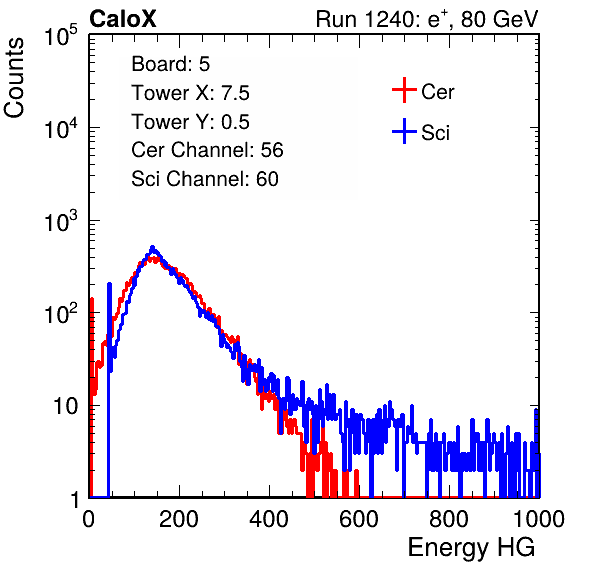 CaloX Run 1240: e⁺, 80 GeV
Counts
Board: 5
Tower X: 7.5
Tower Y: 0.5
Cer Channel: 56
Sci Channel: 60
Cer
Sci
10⁵
10⁴
10³
10²
10
1
0 200 400 600 800 1000
Energy HG